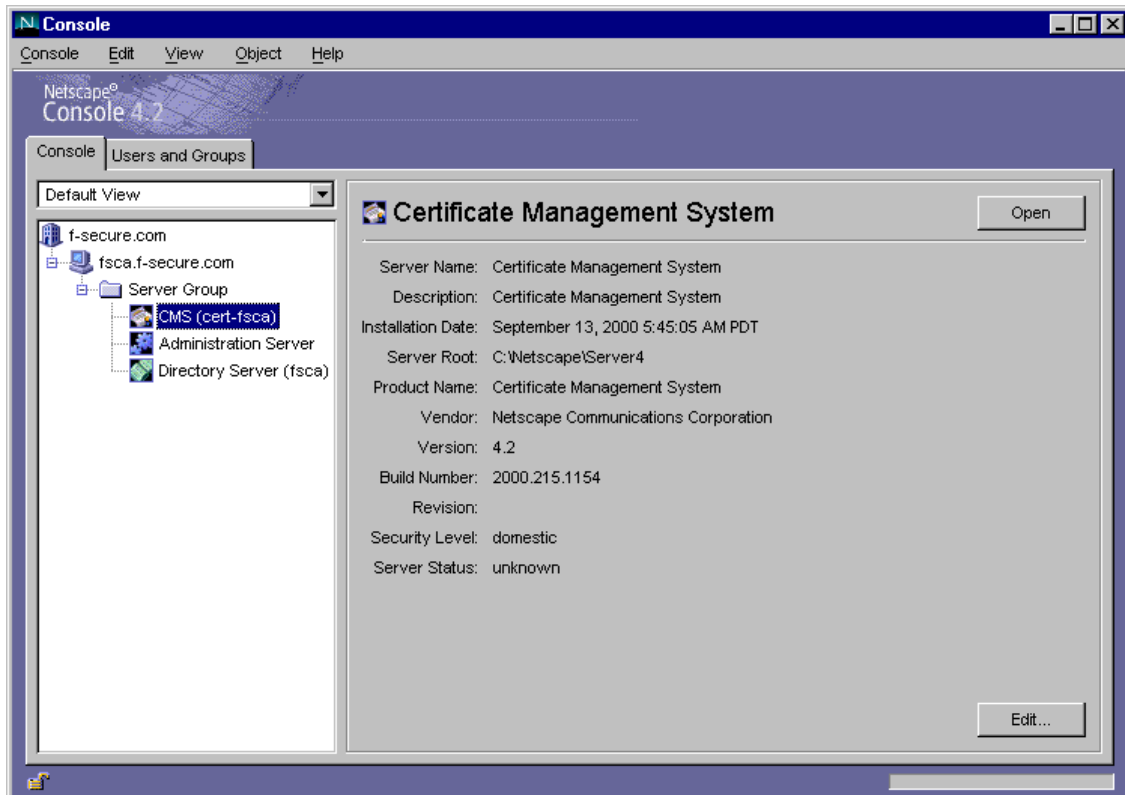 Console
Console Edit View Object Help
Netscape®
Console 4.2
Console Users and Groups
Default View
f-secure.com
fsca.f-secure.com
Server Group
CMS (cert-fsca)
Administration Server
Directory Server (fsca)
Certificate Management System
Open
Server Name: Certificate Management System
Description: Certificate Management System
Installation Date: September 13, 2000 5:45:05 AM PDT
Server Root: C:\Netscape\Server4
Product Name: Certificate Management System
Vendor: Netscape Communications Corporation
Version: 4.2
Build Number: 2000.215.1154
Revision:
Security Level: domestic
Server Status: unknown
Edit...